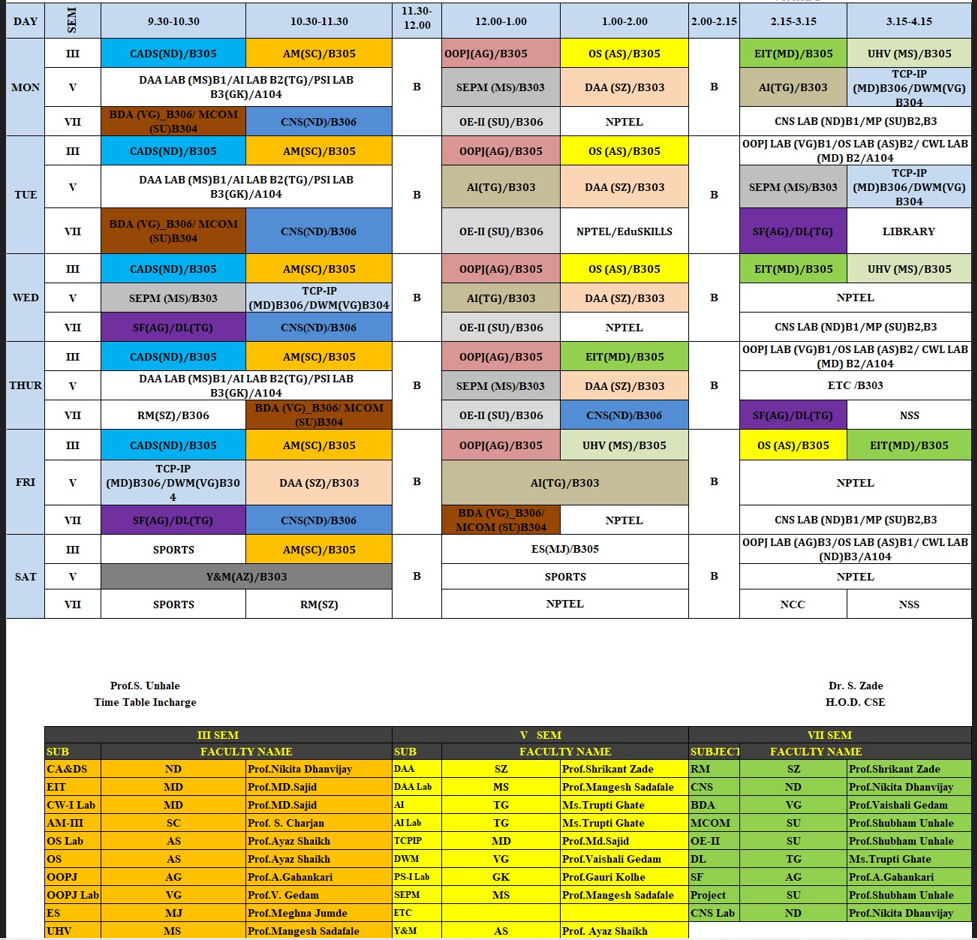 DAY SEM 9.30-10.30 10.30-11.30 11.30-12.00 12.00-1.00 1.00-2.00 2.00-2.15 2.15-3.15 3.15-4.15
MON
III CADS(ND)/B305 AM(SC)/B305 OOPJ(AG)/B305 OS (AS)/B305 EIT(MD)/B305 UHV (MS)/B305
V DAA LAB (MS)B1/AI LAB B2(TG)/PSI LAB B3(GK)/A104 B SEPM (MS)/B303 DAA (SZ)/B303 B AI(TG)/B303 TCP-IP (MD)B306/DWM(VG)B304
VII BDA (VG)_B306/ MCOM (SU)B304 CNS(ND)/B306 OE-II (SU)/B306 NPTEL CNS LAB (ND)B1/MP (SU)B2,B3
TUE
III CADS(ND)/B305 AM(SC)/B305 OOPJ(AG)/B305 OS (AS)/B305 OOPJ LAB (VG)B1/OS LAB (AS)B2/ CWL LAB (MD) B2/A104
V DAA LAB (MS)B1/AI LAB B2(TG)/PSI LAB B3(GK)/A104 B AI(TG)/B303 DAA (SZ)/B303 B SEPM (MS)/B303 TCP-IP (MD)B306/DWM(VG)B304
VII BDA (VG)_B306/ MCOM (SU)B304 CNS(ND)/B306 OE-II (SU)/B306 NPTEL/EduSKILLS SF(AG)/DL(TG) LIBRARY
WED
III CADS(ND)/B305 AM(SC)/B305 OOPJ(AG)/B305 OS (AS)/B305 EIT(MD)/B305 UHV (MS)/B305
V SEPM (MS)/B303 TCP-IP (MD)B306/DWM(VG)B304 B AI(TG)/B303 DAA (SZ)/B303 B NPTEL
VII SF(AG)/DL(TG) CNS(ND)/B306 OE-II (SU)/B306 NPTEL CNS LAB (ND)B1/MP (SU)B2,B3
THUR
III CADS(ND)/B305 AM(SC)/B305 OOPJ(AG)/B305 EIT(MD)/B305 OOPJ LAB (VG)B1/OS LAB (AS)B2/ CWL LAB (MD) B2/A104
V DAA LAB (MS)B1/AI LAB B2(TG)/PSI LAB B3(GK)/A104 B SEPM (MS)/B303 DAA (SZ)/B303 B ETC /B303
VII RM(SZ)/B306 BDA (VG)_B306/ MCOM (SU)B304 OE-II (SU)/B306 CNS(ND)/B306 SF(AG)/DL(TG) NSS
FRI
III CADS(ND)/B305 AM(SC)/B305 OOPJ(AG)/B305 UHV (MS)/B305 OS (AS)/B305 EIT(MD)/B305
V TCP-IP (MD)B306/DWM(VG)B304 DAA (SZ)/B303 B AI(TG)/B303 B NPTEL
VII SF(AG)/DL(TG) CNS(ND)/B306 BDA (VG)_B306/ MCOM (SU)B304 NPTEL CNS LAB (ND)B1/MP (SU)B2,B3
SAT
III SPORTS AM(SC)/B305 ES(MJ)/B305 OOPJ LAB (AG)B3/OS LAB (AS)B1/ CWL LAB (ND)B3/A104
V Y&M(AZ)/B303 B SPORTS B NPTEL
VII SPORTS RM(SZ) NPTEL NCC NSS
Prof.S. Unhale Dr. S. Zade
Time Table Incharge H.O.D. CSE
III SEM V SEM VII SEM
SUB FACULTY NAME SUB FACULTY NAME SUBJECT FACULTY NAME
CA&DS ND Prof.Nikita Dhanvijay DAA SZ Prof.Shrikant Zade RM SZ Prof.Shrikant Zade
EIT MD Prof.MD.Sajid DAA Lab MS Prof.Mangesh Sadafale CNS ND Prof.Nikita Dhanvijay
CW-I Lab MD Prof.MD.Sajid AI TG Ms.Trupti Ghate BDA VG Prof.Vaishali Gedam
AM-III SC Prof. S. Charjan AI Lab TG Ms.Trupti Ghate MCOM SU Prof.Shubham Unhale
OS Lab AS Prof.Ayaz Shaikh TCPIP MD Prof.Md.Sajid OE-II SU Prof.Shubham Unhale
OS AS Prof.Ayaz Shaikh DWM VG Prof.Vaishali Gedam DL TG Ms.Trupti Ghate
OOPJ AG Prof.A.Gahankari PS-I Lab GK Prof.Gauri Kolhe SF AG Prof.A.Gahankari
OOPJ Lab VG Prof.V. Gedam SEPM MS Prof.Mangesh Sadafale Project SU Prof.Shubham Unhale
ES MJ Prof.Meghna Jumde ETC CNS Lab ND Prof.Nikita Dhanvijay
UHV MS Prof.Mangesh Sadafale Y&M AS Prof. Ayaz Shaikh